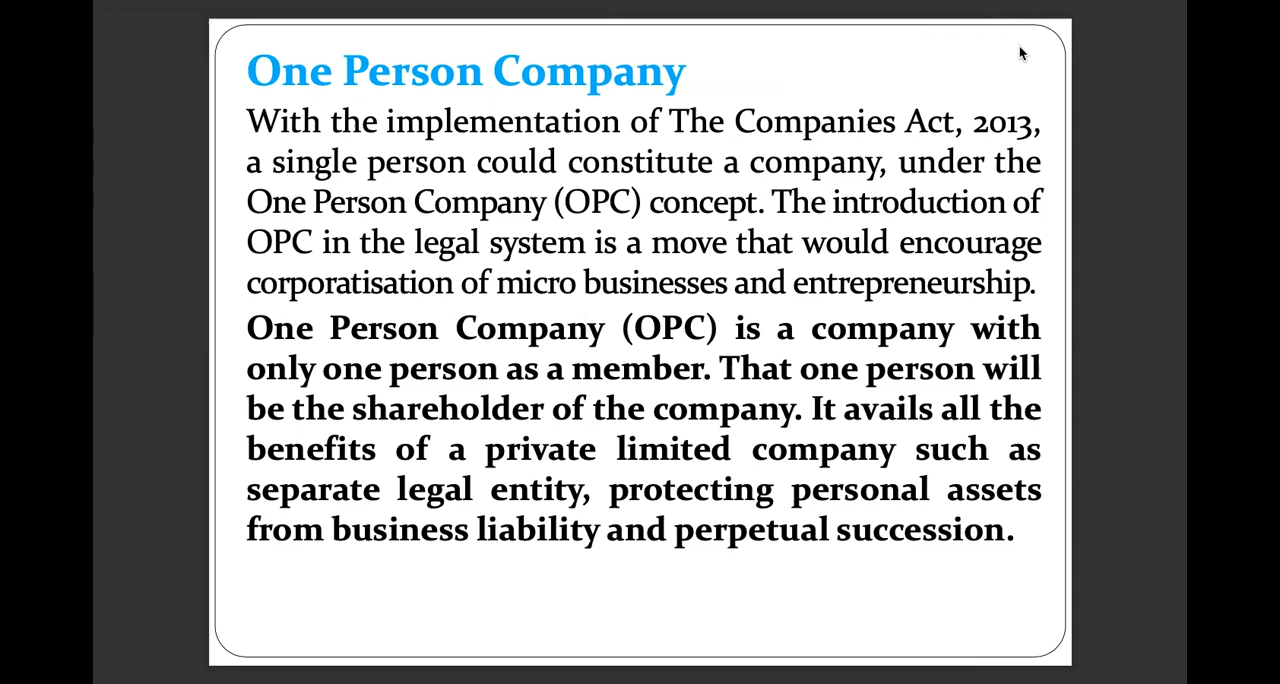 One Person Company
With the implementation of The Companies Act, 2013,
a single person could constitute a company, under the
One Person Company (OPC) concept. The introduction of
OPC in the legal system is a move that would encourage
corporatisation of micro businesses and entrepreneurship.
One Person Company (OPC) is a company with
only one person as a member. That one person will
be the shareholder of the company. It avails all the
benefits of a private limited company such as
separate legal entity, protecting personal assets
from business liability and perpetual succession.